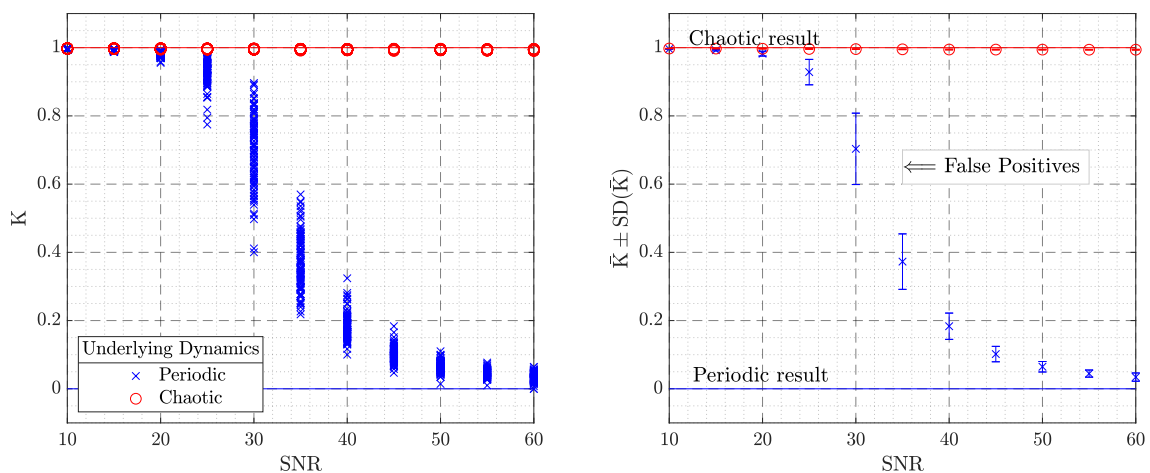 1
0.8
0.6
0.4
0.2
0
K
Underlying Dynamics
Periodic
Chaotic
10 20 30 40 50 60
SNR
1
0.8
0.6
0.4
0.2
0
K̄ ± SD(K̄)
Chaotic result
⟸ False Positives
Periodic result
10 20 30 40 50 60
SNR